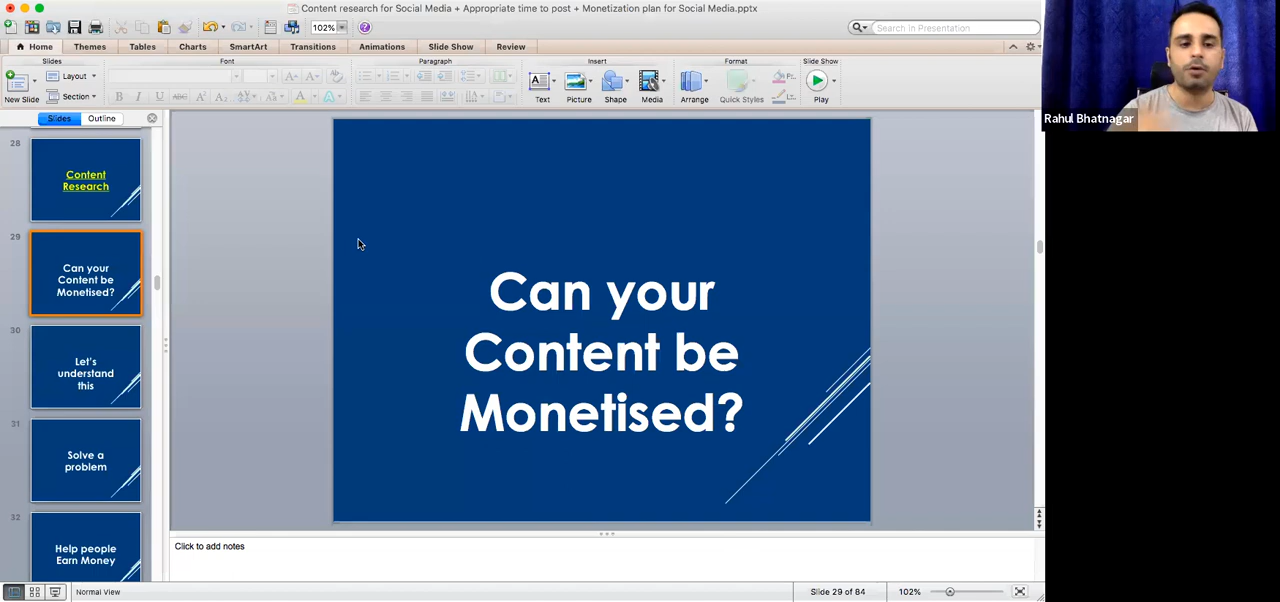 Content research for Social Media + Appropriate time to post + Monetization plan for Social Media.pptx
102%
Search in Presentation
Home
Themes
Tables
Charts
SmartArt
Transitions
Animations
Slide Show
Review
Slides
Font
Paragraph
Insert
Format
Slide Show
New Slide
Layout
Section
B I U ABC A² A₂
Text
Picture
Shape
Media
Arrange
Quick Styles
Play
Rahul Bhatnagar
Slides
Outline
28
Content
Research
29
Can your
Content be
Monetised?
30
Let's
understand
this
31
Solve a
problem
32
Help people
Earn Money
Can your
Content be
Monetised?
Click to add notes
Normal View
Slide 29 of 84
102%